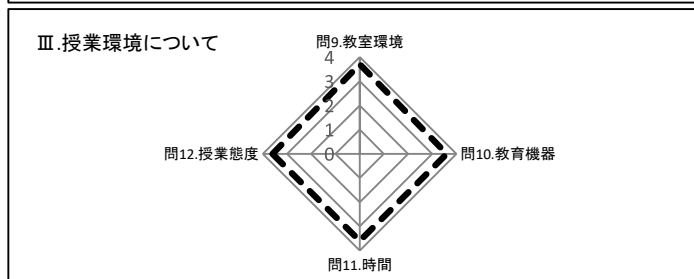 Ⅲ.授業環境について
問9.教室環境
4
3
2
1
0
問12.授業態度
問10.教育機器
問11.時間